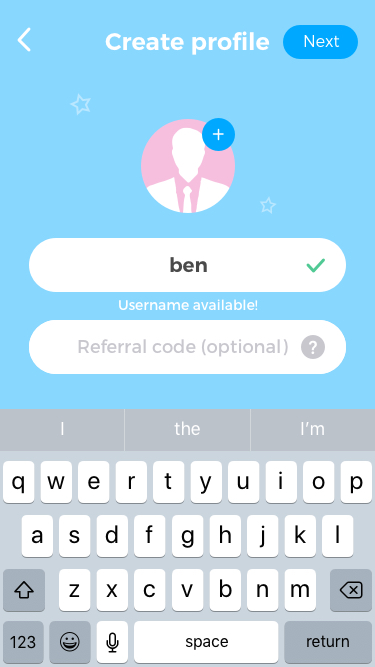 Create profile Next
ben
Username available!
Referral code (optional) ?
I the I'm
q w e r t y u i o p
a s d f g h j k l
z x c v b n m
123 space return